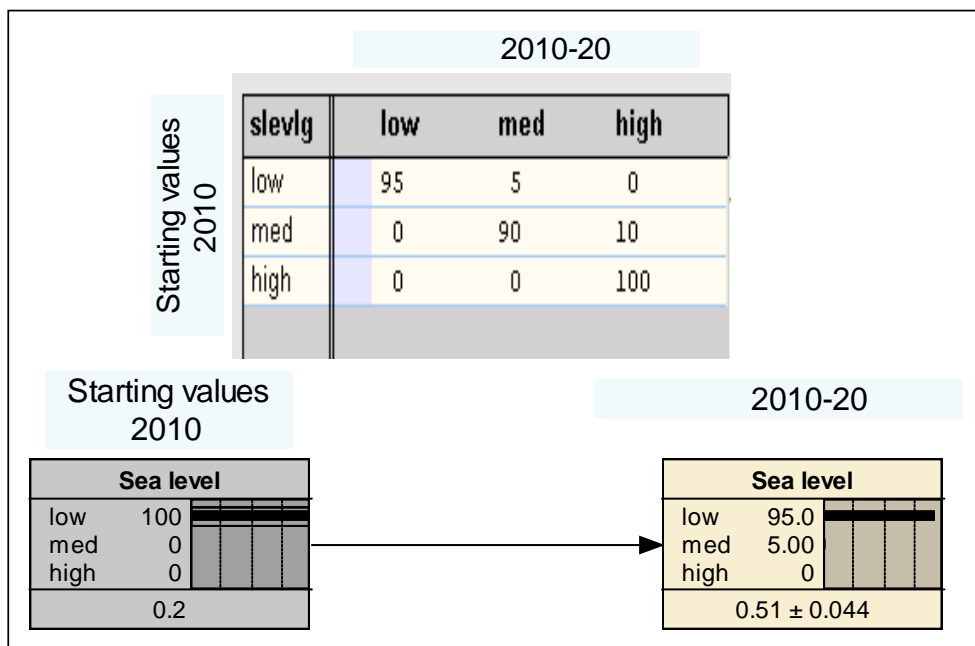 2010-20
Starting values
2010
slevlg low med high
low 95 5 0
med 0 90 10
high 0 0 100
Starting values
2010
2010-20
Sea level
low 100
med 0
high 0
0.2
Sea level
low 95.0
med 5.00
high 0
0.51 ± 0.044